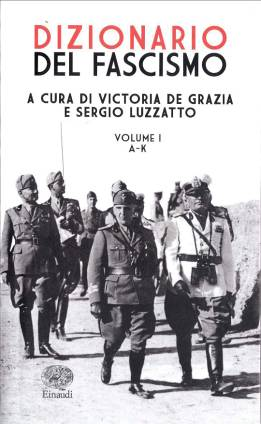 DIZIONARIO
DEL FASCISMO
A CURA DI VICTORIA DE GRAZIA
E SERGIO LUZZATTO
VOLUME I
A-K
Einaudi